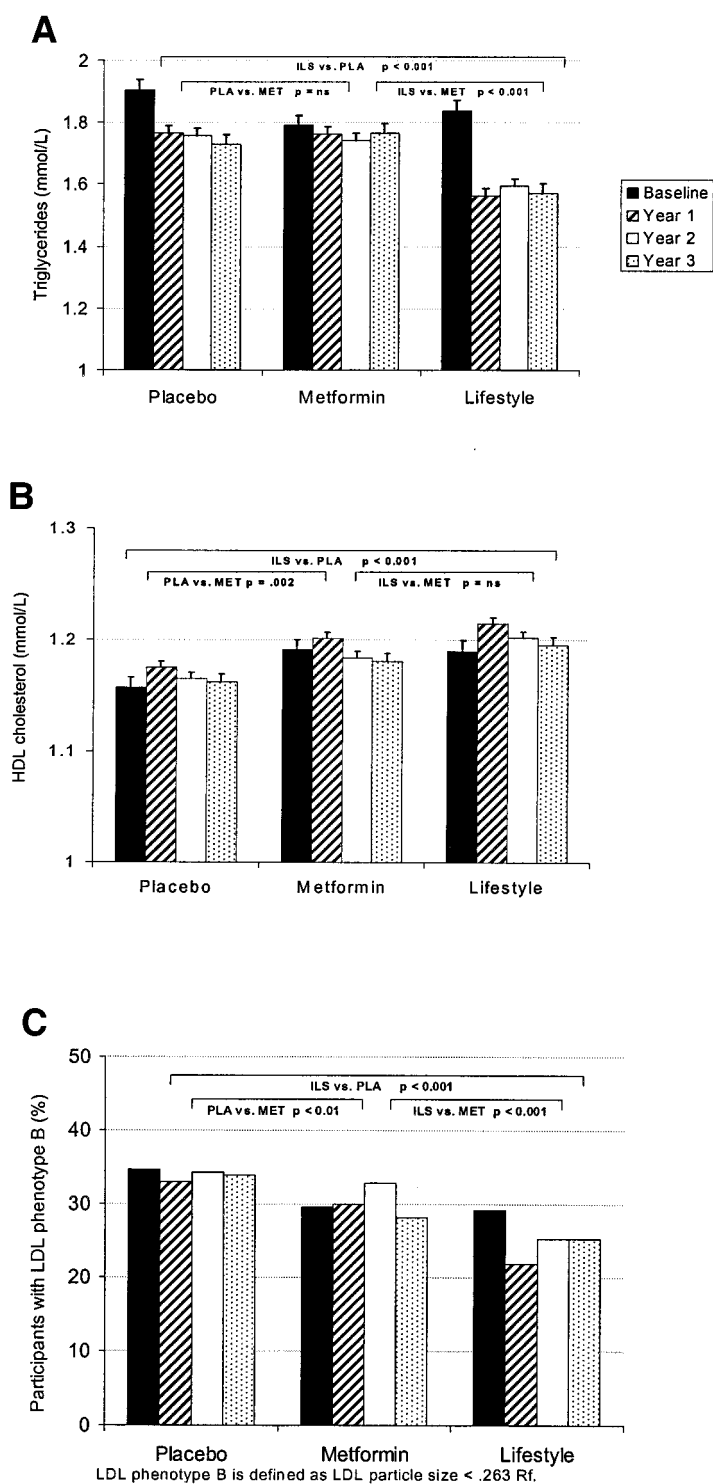 A
2
ILS vs. PLA p < 0.001
PLA vs. MET p = ns
ILS vs. MET p < 0.001
1.8
1.6
1.4
1.2
1
Triglycerides (mmol/L)
Placebo
Metformin
Lifestyle
Baseline
Year 1
Year 2
Year 3
B
1.3
ILS vs. PLA p < 0.001
PLA vs. MET p = .002
ILS vs. MET p = ns
1.2
1.1
1
HDL cholesterol (mmol/L)
Placebo
Metformin
Lifestyle
C
50
ILS vs. PLA p < 0.001
PLA vs. MET p < 0.01
ILS vs. MET p < 0.001
40
30
20
10
0
Participants with LDL phenotype B (%)
Placebo
Metformin
Lifestyle
LDL phenotype B is defined as LDL particle size < .263 Rf.